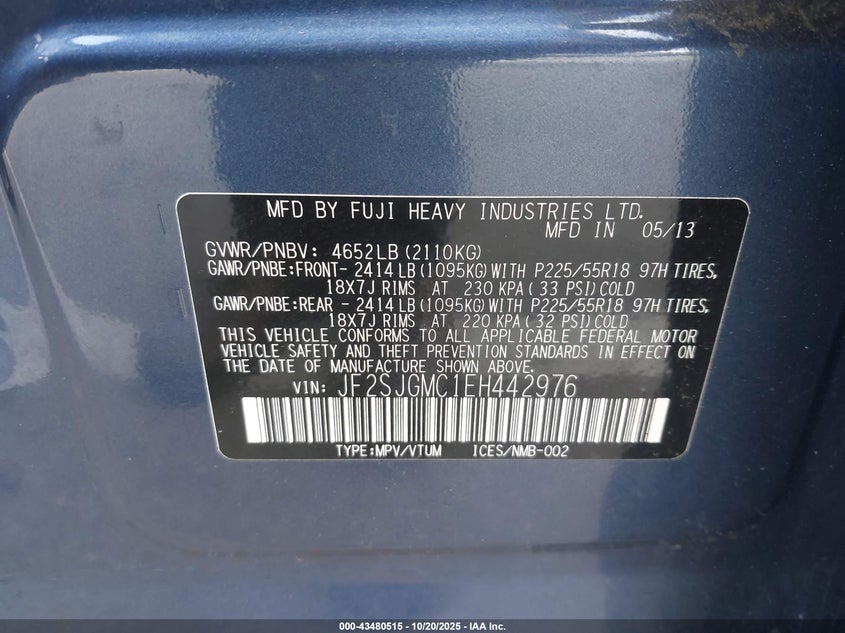 MFD BY FUJI HEAVY INDUSTRIES LTD.
MFD IN 05/13
GVWR/PNBV: 4652LB (2110KG)
GAWR/PNBE:FRONT- 2414 LB (1095KG) WITH P225/55R18 97H TIRES,
18X7J RIMS AT 230 KPA ( 33 PSI) COLD
GAWR/PNBE:REAR - 2414 LB (1095KG) WITH P225/55R18 97H TIRES,
18X7J RIMS AT 220 KPA ( 32 PSI) COLD
THIS VEHICLE CONFORMS TO ALL APPLICABLE FEDERAL MOTOR
VEHICLE SAFETY AND THEFT PREVENTION STANDARDS IN EFFECT ON
THE DATE OF MANUFACTURE SHOWN ABOVE.
VIN: JF2SJGMC1EH442976
TYPE:MPV/VTUM ICES/NMB-002
000-43480515 - 10/20/2025 - IAA Inc.